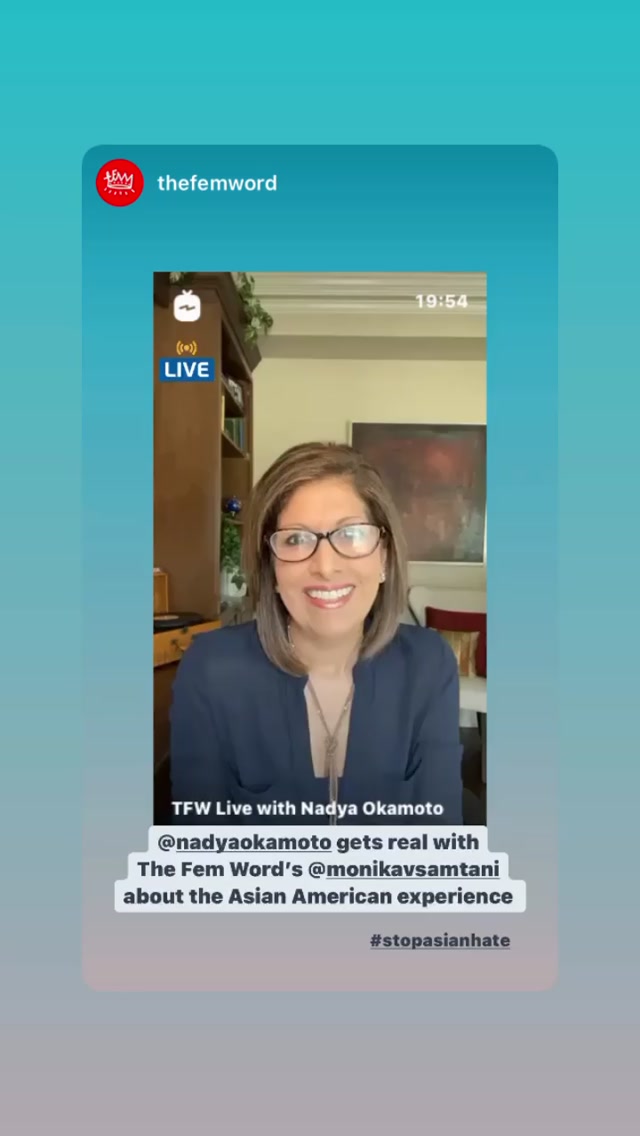 FEM
thefemword
19:54
LIVE
TFW Live with Nadya Okamoto
@nadyaokamoto gets real with
The Fem Word’s @monikavsamtani
about the Asian American experience
#stopasianhate